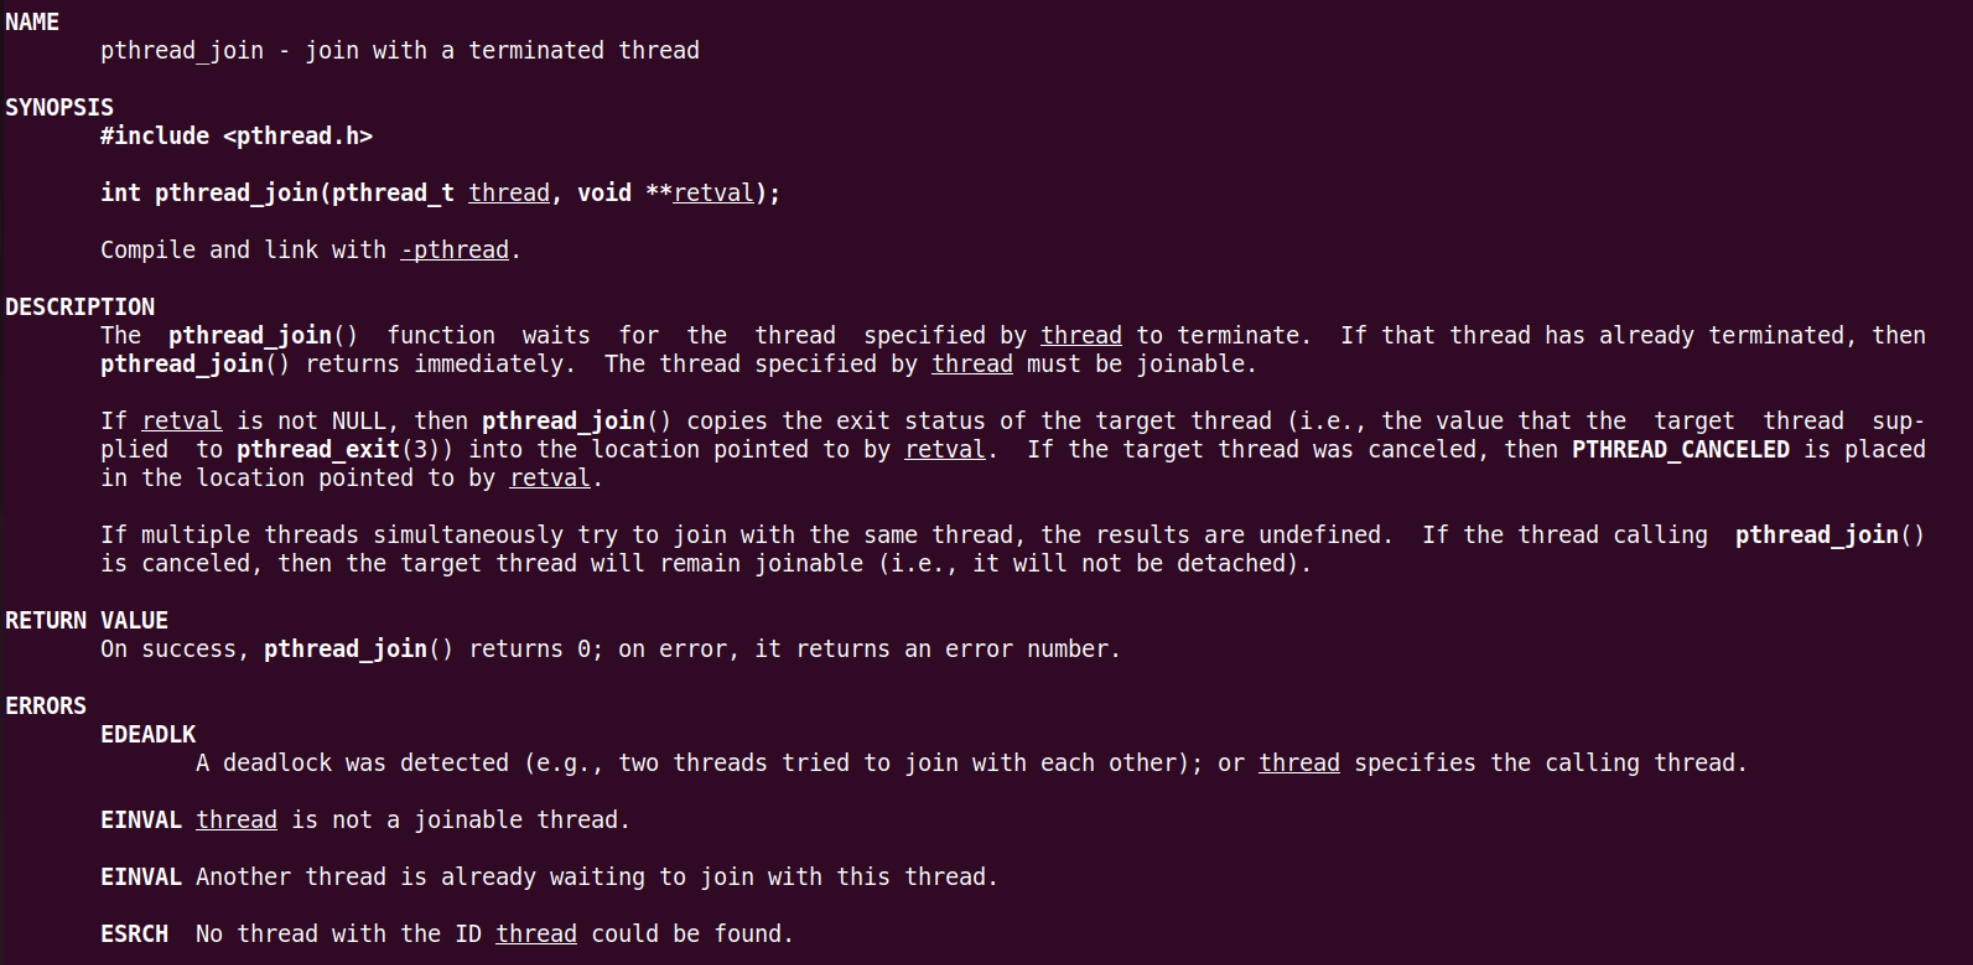 NAME
pthread_join - join with a terminated thread
SYNOPSIS
#include <pthread.h>
int pthread_join(pthread_t thread, void **retval);
Compile and link with -pthread.
DESCRIPTION
The pthread_join() function waits for the thread specified by thread to terminate. If that thread has already terminated, then
pthread_join() returns immediately. The thread specified by thread must be joinable.
If retval is not NULL, then pthread_join() copies the exit status of the target thread (i.e., the value that the target thread sup-
plied to pthread_exit(3)) into the location pointed to by retval. If the target thread was canceled, then PTHREAD_CANCELED is placed
in the location pointed to by retval.
If multiple threads simultaneously try to join with the same thread, the results are undefined. If the thread calling pthread_join()
is canceled, then the target thread will remain joinable (i.e., it will not be detached).
RETURN VALUE
On success, pthread_join() returns 0; on error, it returns an error number.
ERRORS
EDEADLK
A deadlock was detected (e.g., two threads tried to join with each other); or thread specifies the calling thread.
EINVAL thread is not a joinable thread.
EINVAL Another thread is already waiting to join with this thread.
ESRCH No thread with the ID thread could be found.